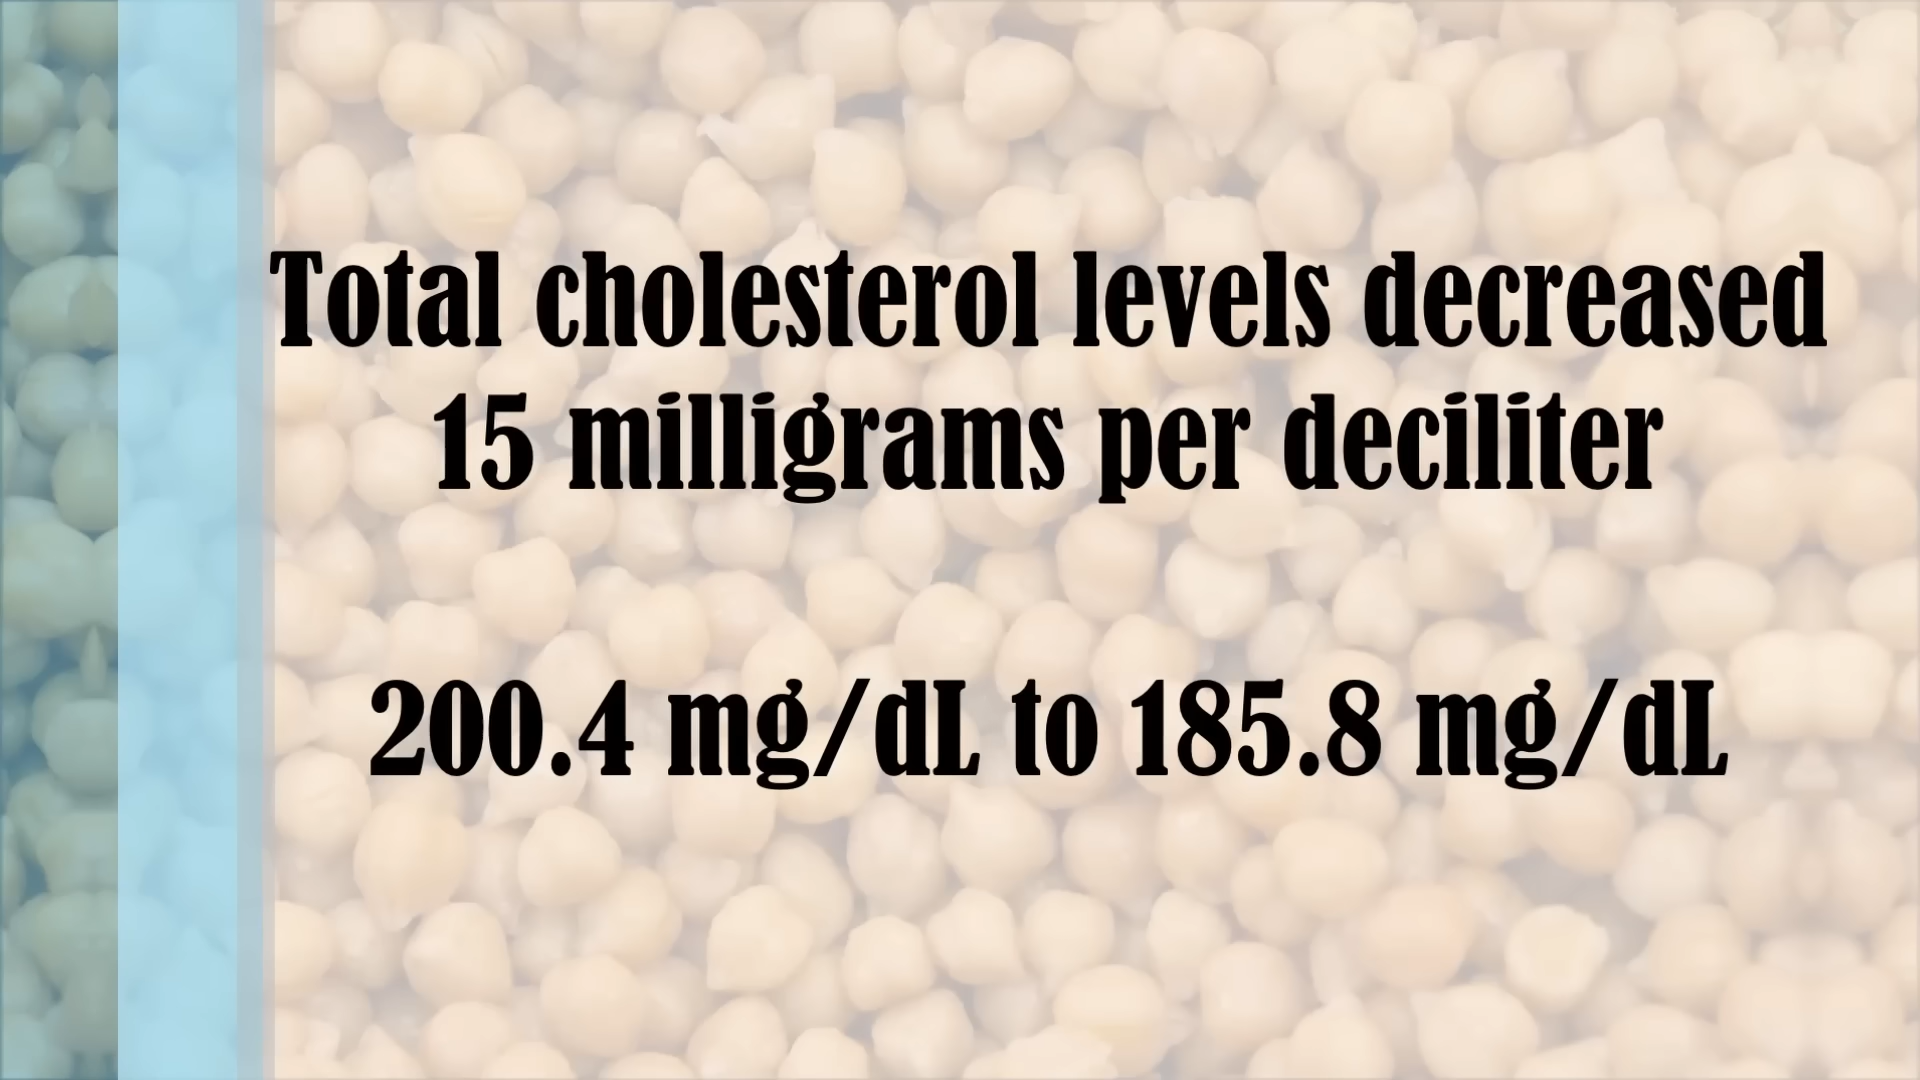 Total cholesterol levels decreased
15 milligrams per deciliter
200.4 mg/dL to 185.8 mg/dL